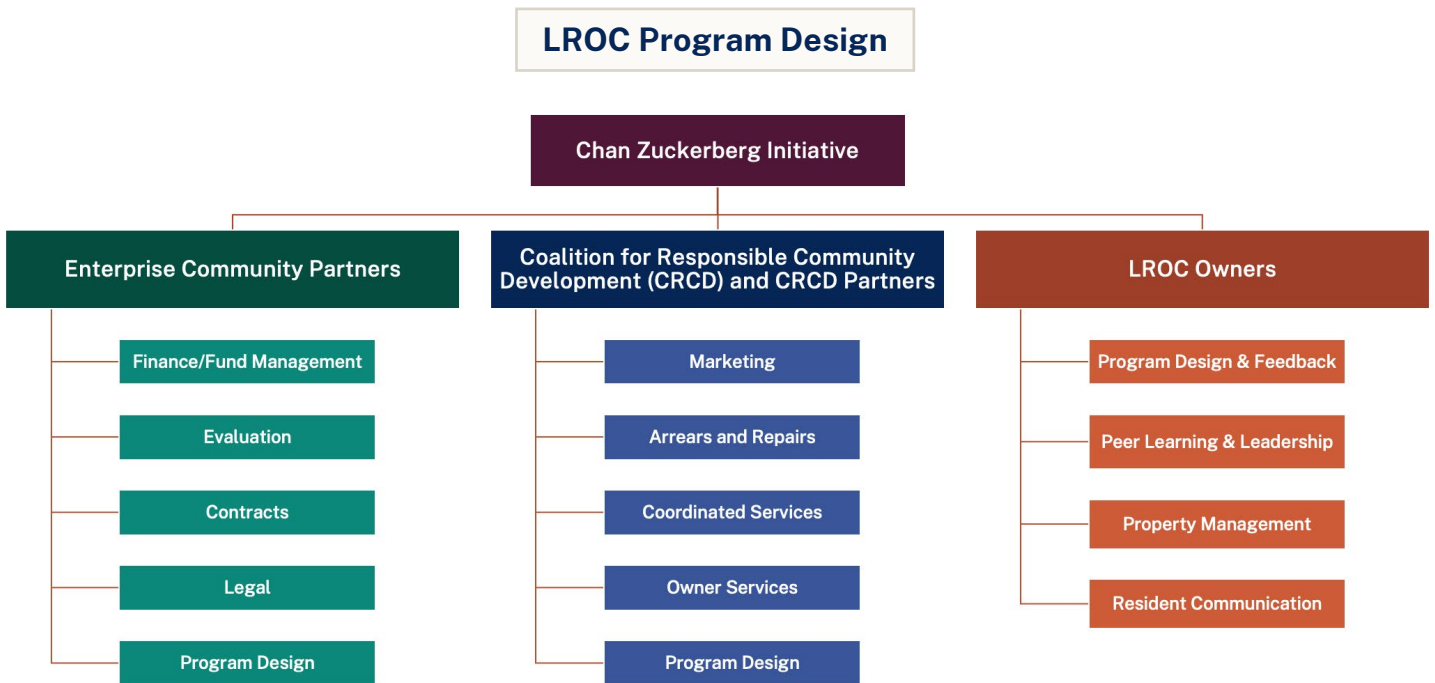 LROC Program Design
Chan Zuckerberg Initiative
Enterprise Community Partners
Finance/Fund Management
Evaluation
Contracts
Legal
Program Design
Coalition for Responsible Community
Development (CRCD) and CRCD Partners
Marketing
Arrears and Repairs
Coordinated Services
Owner Services
Program Design
LROC Owners
Program Design & Feedback
Peer Learning & Leadership
Property Management
Resident Communication